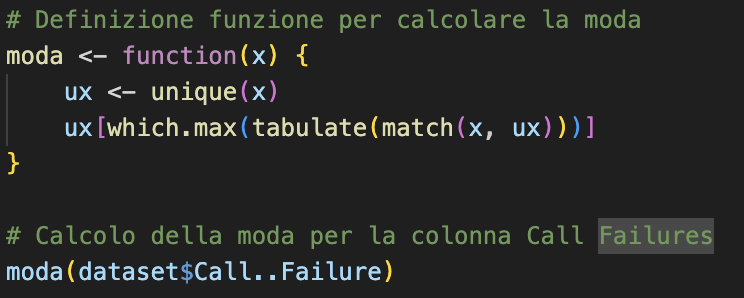 # Definizione funzione per calcolare la moda
moda <- function(x) {
    ux <- unique(x)
    ux[which.max(tabulate(match(x, ux)))]
}
# Calcolo della moda per la colonna Call Failures
moda(dataset$Call..Failure)